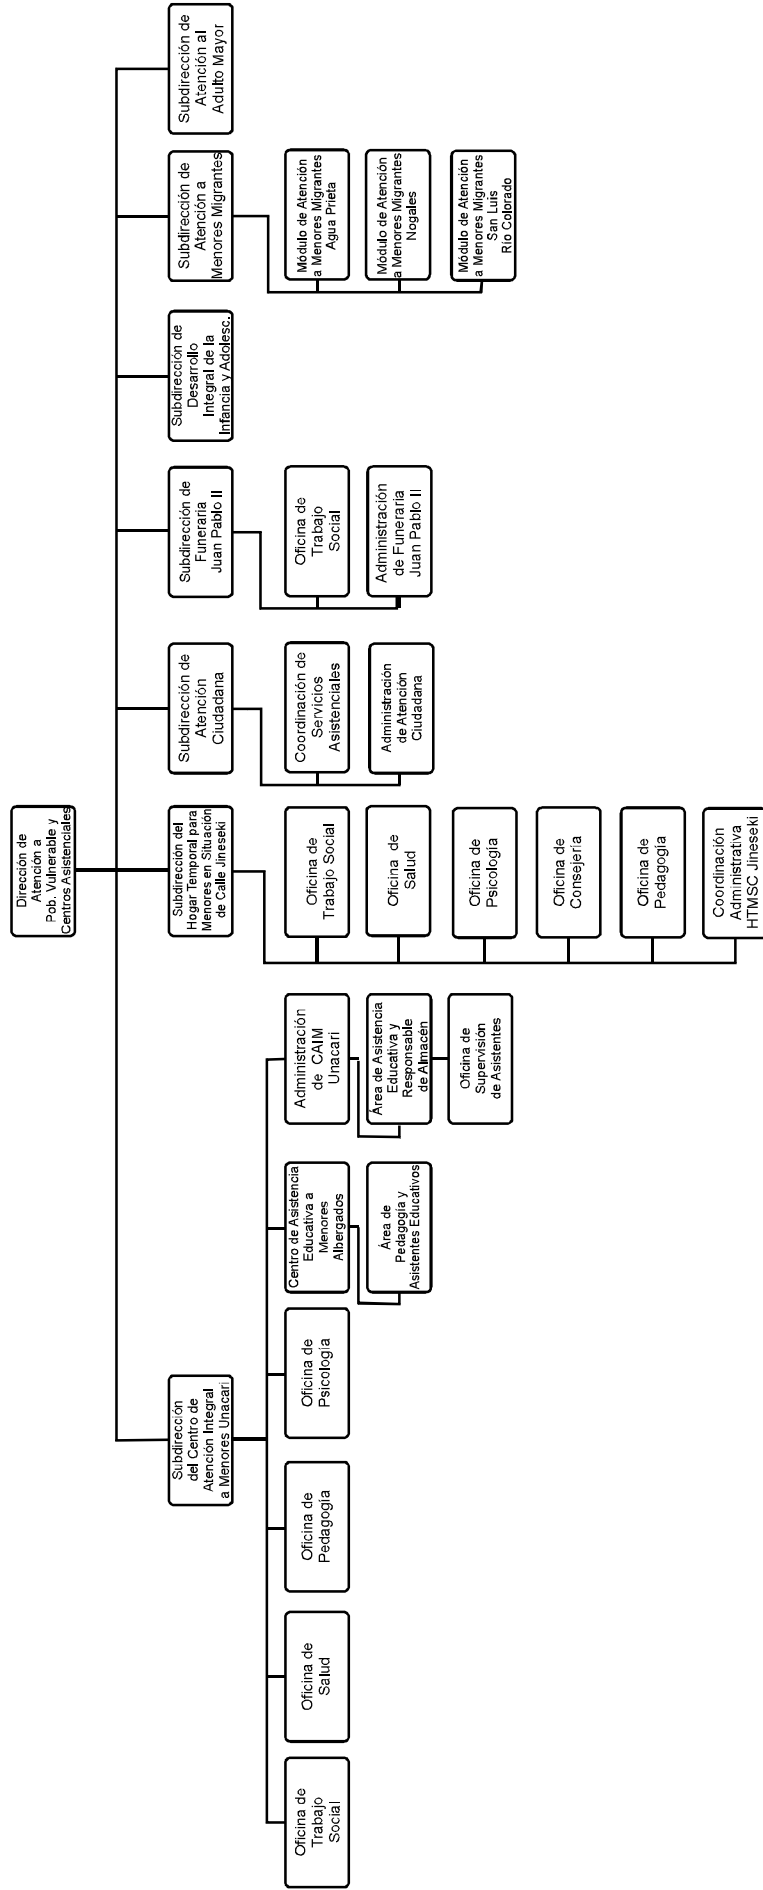 Dirección de
Atención a
Pob. Vulnerable y
Centros Asistenciales
Subdirección
del Centro de
Atención Integral
a Menores Unacari
Subdirección del
Hogar Temporal para
Menores en Situación
de Calle Jineseki
Subdirección de
Atención
Ciudadana
Subdirección de
Funeraria
Juan Pablo II
Subdirección de
Desarrollo
Integral de la
Infancia y Adolesc.
Subdirección de
Atención a
Menores Migrantes
Subdirección de
Atención al
Adulto Mayor
Oficina de
Trabajo
Social
Oficina de
Salud
Oficina de
Pedagogía
Oficina de
Psicología
Centro de Asistencia
Educativa a
Menores
Albergados
Área de
Pedagogía y
Asistentes Educativos
Administración
de CAIM
Unacari
Área de Asistencia
Educativa y
Responsable
de Almacén
Oficina de
Supervisión
de Asistentes
Oficina de
Trabajo Social
Oficina de
Salud
Oficina de
Psicología
Oficina de
Consejería
Oficina de
Pedagogía
Coordinación
Administrativa
HTMSC Jineseki
Coordinación de
Servicios
Asistenciales
Administración
de Atención
Ciudadana
Oficina de
Trabajo
Social
Administración
de Funeraria
Juan Pablo II
Módulo de Atención
a Menores Migrantes
Agua Prieta
Módulo de Atención
a Menores Migrantes
Nogales
Módulo de Atención
a Menores Migrantes
San Luis
Río Colorado